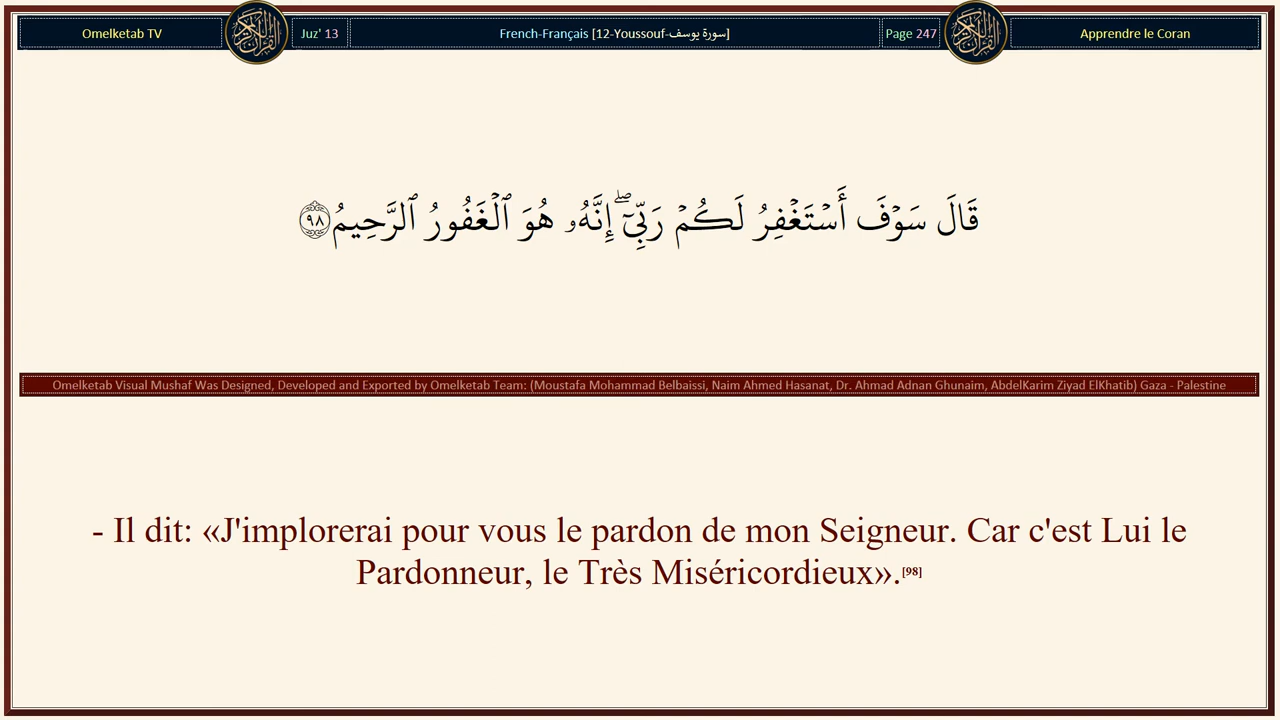 Omelketab TV
Juz' 13
French-Français [12-Youssouf-سورة يوسف]
Page 247
Apprendre le Coran
قَالَ سَوۡفَ أَسۡتَغۡفِرُ لَكُمۡ رَبِّيٓۖ إِنَّهُۥ هُوَ ٱلۡغَفُورُ ٱلرَّحِيمُ ٩٨
Omelketab Visual Mushaf Was Designed, Developed and Exported by Omelketab Team: (Moustafa Mohammad Belbaissi, Naim Ahmed Hasanat, Dr. Ahmad Adnan Ghunaim, AbdelKarim Ziyad ElKhatib) Gaza - Palestine
- Il dit: «J'implorerai pour vous le pardon de mon Seigneur. Car c'est Lui le
Pardonneur, le Très Miséricordieux».[98]